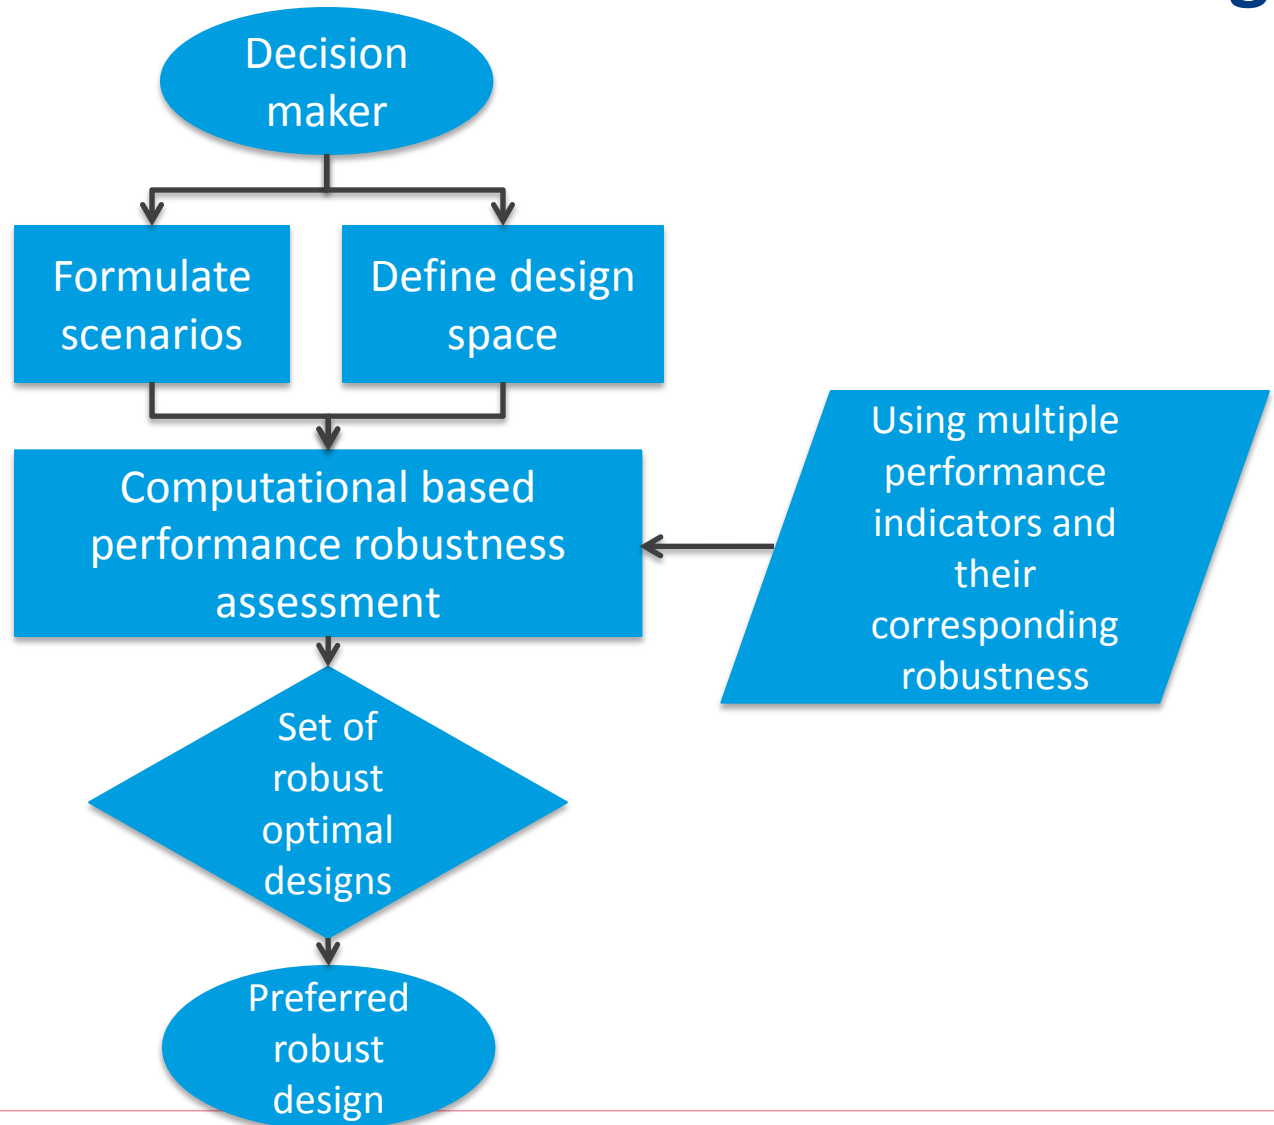 Decision
maker
Formulate
scenarios
Define design
space
Computational based
performance robustness
assessment
Using multiple
performance
indicators and
their
corresponding
robustness
Set of
robust
optimal
designs
Preferred
robust
design